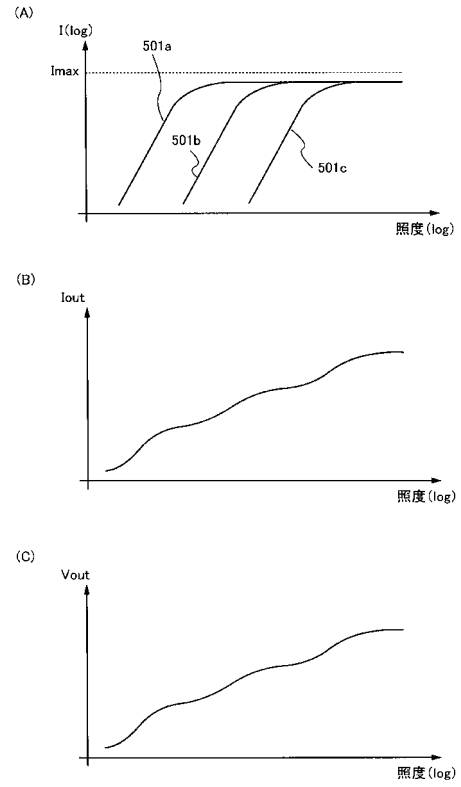 (A)
I(log)
501a
Imax
501b
501c
照度(log)
(B)
Iout
照度(log)
(C)
Vout
照度(log)